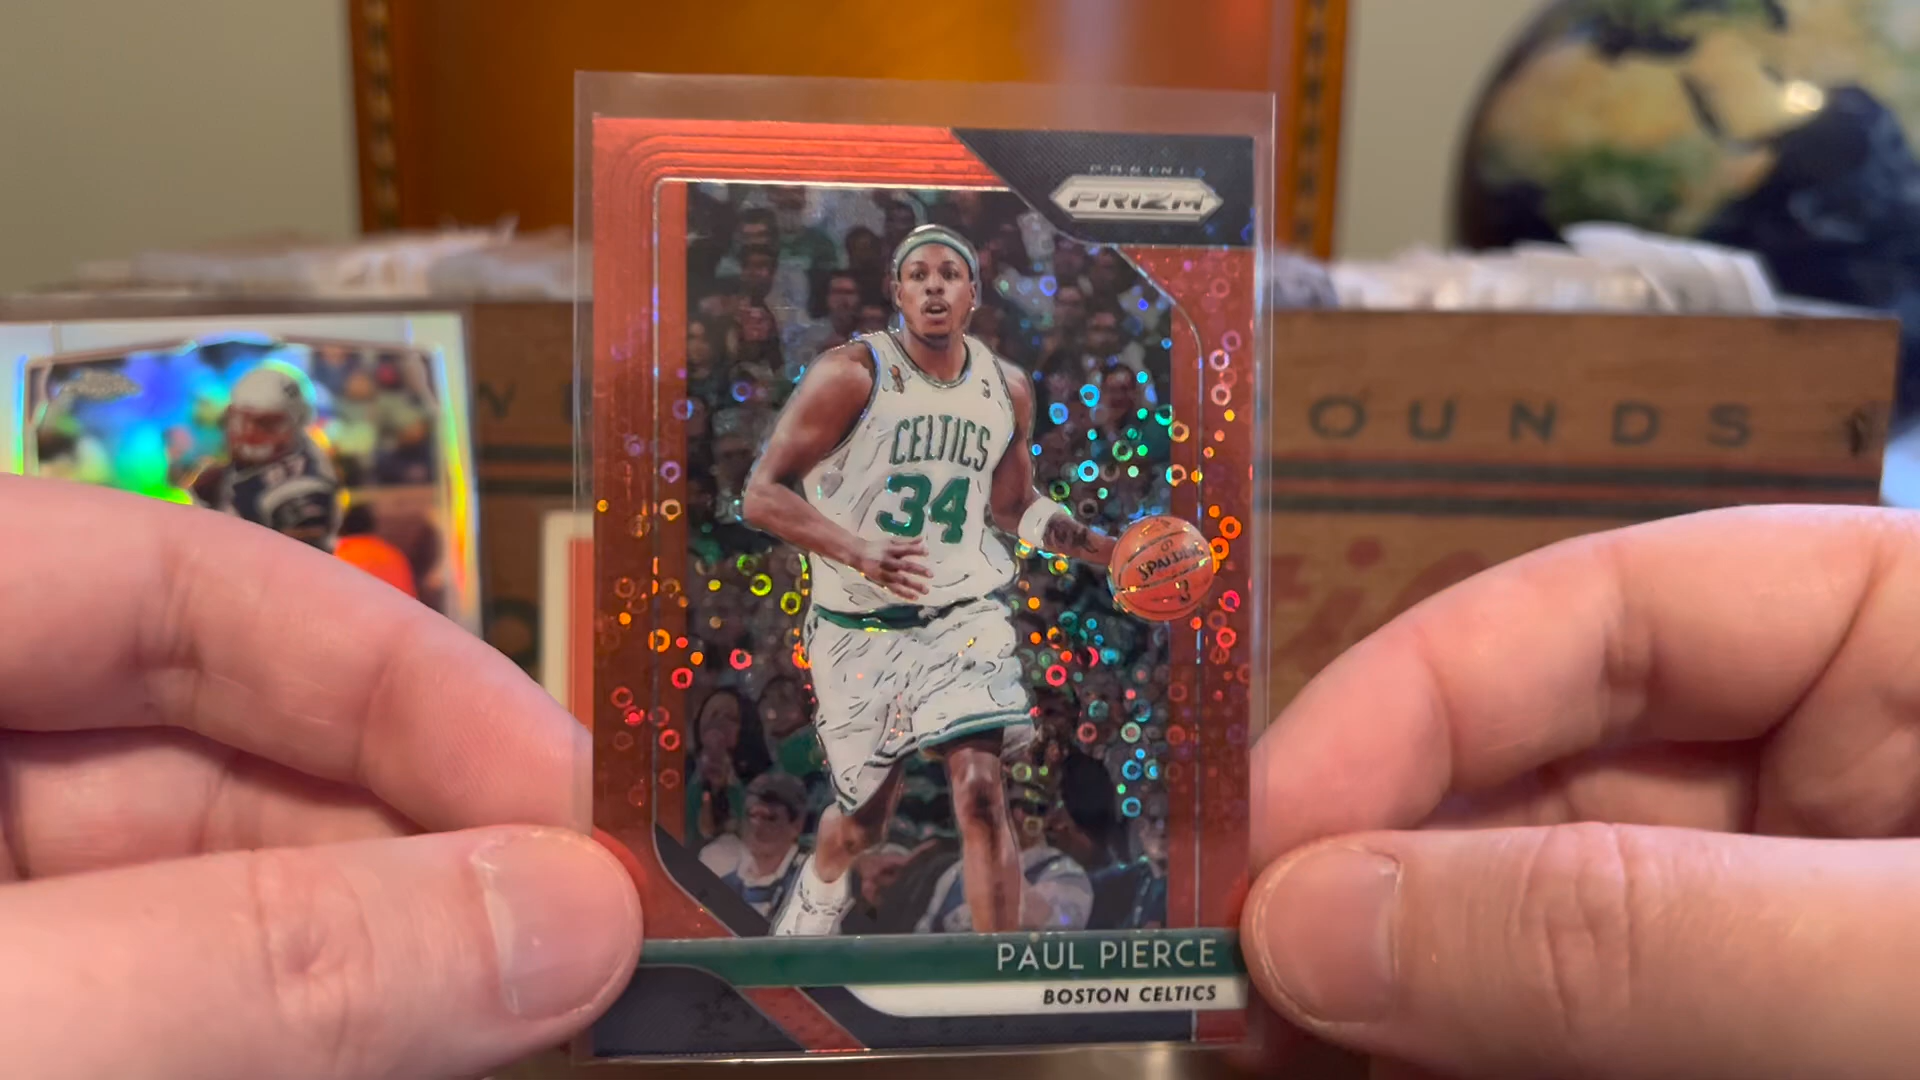 PANINI
PRIZM
CELTICS
34
SPALDING
OUNDS
PAUL PIERCE
BOSTON CELTICS